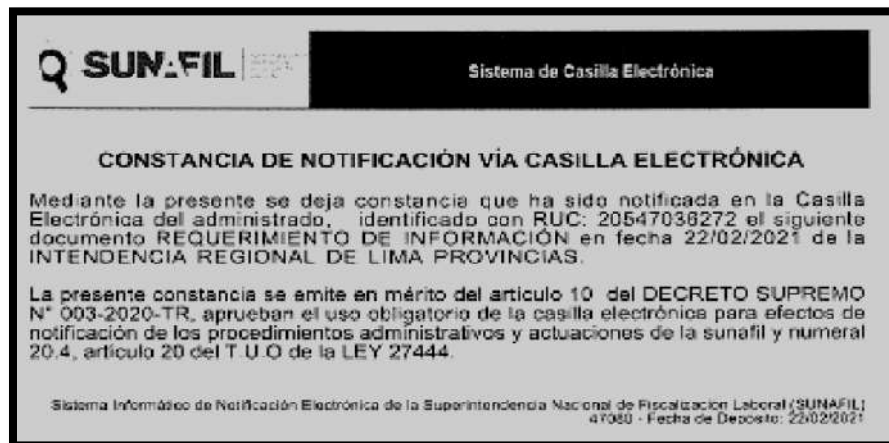 SUNAFIL
Sistema de Casilla Electrónica
CONSTANCIA DE NOTIFICACIÓN VÍA CASILLA ELECTRÓNICA
Mediante la presente se deja constancia que ha sido notificada en la Casilla
Electrónica del administrado, identificado con RUC: 20547036272 el siguiente
documento REQUERIMIENTO DE INFORMACIÓN en fecha 22/02/2021 de la
INTENDENCIA REGIONAL DE LIMA PROVINCIAS.
La presente constancia se emite en mérito del articulo 10 del DECRETO SUPREMO
N° 003-2020-TR, aprueban el uso obligatorio de la casilla electrónica para efectos de
notificación de los procedimientos administrativos y actuaciones de la sunafil y numeral
20.4, artículo 20 del T.U.O de la LEY 27444.
Sistema Informático de Notificación Electrónica de la Superintendencia Nacional de Fiscalización Laboral (SUNAFIL)
47080 - Fecha de Deposito: 22/02/2021